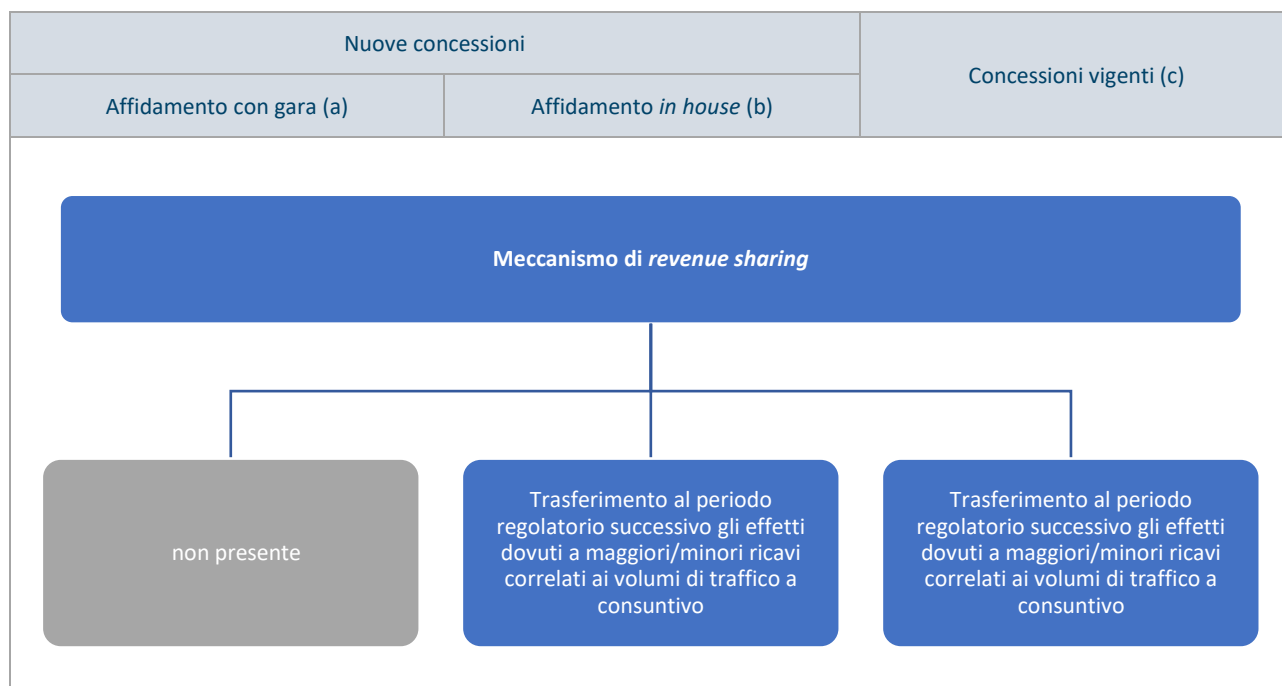 Nuove concessioni
Concessioni vigenti (c)
Affidamento con gara (a)
Affidamento in house (b)
Meccanismo di revenue sharing
non presente
Trasferimento al periodo
regolatorio successivo gli effetti
dovuti a maggiori/minori ricavi
correlati ai volumi di traffico a
consuntivo
Trasferimento al periodo
regolatorio successivo gli effetti
dovuti a maggiori/minori ricavi
correlati ai volumi di traffico a
consuntivo